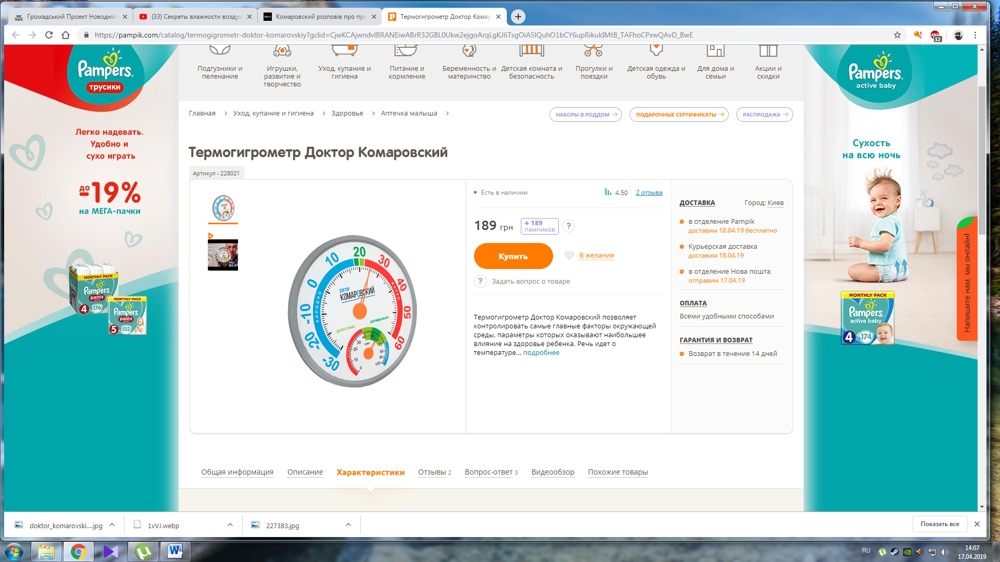 Громадський Проект Новодніст
(33) Секреты влажности воздух
Комаровский розповів про при
Термогигрометр Доктор Комар
https://pampik.com/catalog/termogigrometr-doktor-komarovskiy?gclid=CjwKCAjwndvlBRANEiwABrR32GBL0Ukw2ejgoArqLgKJ6TsgOiA5IQuhO1bCY6upRikukIMtB_TAFhoCPxwQAvD_BwE
ABP
12
Подгузники и
пеленание
Игрушки,
развитие и
творчество
Уход, купание и
гигиена
Питание и
кормление
Беременность и
материнство
Детская комната и
безопасность
Прогулки и
поездки
Детская одежда и
обувь
Для дома и
семьи
Акции и
скидки
Pampers
трусики
Легко надевать.
Удобно и
сухо играть
до
-19%
на МЕГА-пачки
MONTHLY PACK
Pampers
pants
4 176
MONTHLY PACK
Pampers
pants
5 152
Pampers
active baby
Сухость
на всю ночь
MONTHLY PACK
Pampers
active baby
4 174
Напишите нам, мы онлайн!
Главная > Уход, купание и гигиена > Здоровье > Аптечка малыша >
НАБОРЫ В РОДДОМ →
ПОДАРОЧНЫЕ СЕРТИФИКАТЫ →
РАСПРОДАЖА →
Термогигрометр Доктор Комаровский
Артикул - 228021
-30 -20 -10 0 10 20 30 40 50 60
ХОЛОДНО
ЖАРКО
ДОКТОР
КОМАРОВСКИЙ
ДОПУСТИМО
ОПТИМАЛЬНО
%RH
0 10 20 30 40 50 70 80 90 100
Есть в наличии
4.50
2 отзыва
189 грн
+ 189
пампиков
?
Купить
В желания
? Задать вопрос о товаре
Термогигрометр Доктор Комаровский позволяет
контролировать самые главные факторы окружающей
среды, параметры которых оказывают наибольшее
влияние на здоровье ребенка. Речь идет о
температуре... подробнее
ДОСТАВКА
Город: Киев
в отделение Pampik
доставим 18.04.19 бесплатно
Курьерская доставка
доставим 18.04.19
в отделение Нова пошта
отправим 17.04.19
ОПЛАТА
Всеми удобными способами
ГАРАНТИЯ И ВОЗВРАТ
Возврат в течение 14 дней
Общая информация
Описание
Характеристики
Отзывы 2
Вопрос-ответ 3
Видеообзор
Похожие товары
doktor_komarovski....jpg
1vVJ.webp
227383.jpg
Показать все
RU
14:07
17.04.2019